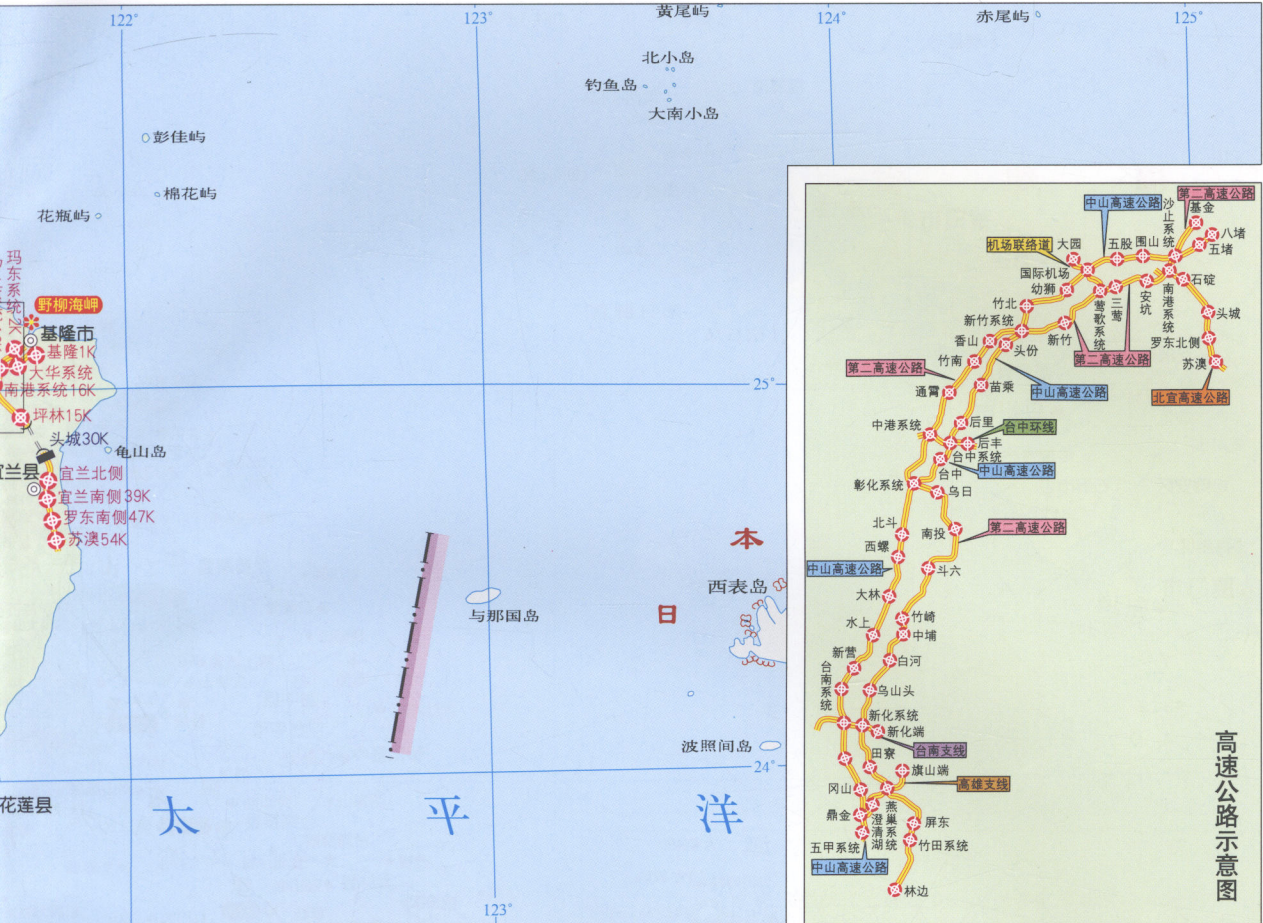 122°
123°
黄尾屿
124°
赤尾屿
125°
北小岛
钓鱼岛
大南小岛
彭佳屿
棉花屿
花瓶屿
玛东系统2K
野柳海岬
基隆市
基隆1K
大华系统
南港系统16K
坪林15K
头城30K
龟山岛
宜兰县
宜兰北侧
宜兰南侧39K
罗东南侧47K
苏澳54K
25°
与那国岛
本
日
西表岛
波照间岛
24°
花莲县
太平洋
123°
第二高速公路
中山高速公路
沙止系统
基金
八堵
五堵
机场联络道
大园
五股
围山
国际机场
幼狮
石碇
安坑
南港系统
三莺
莺歌系统
竹北
新竹系统
新竹
头城
罗东北侧
苏澳
香山
头份
竹南
第二高速公路
第二高速公路
北宜高速公路
通霄
苗乘
中山高速公路
中港系统
后里
台中环线
后丰
台中系统
台中
中山高速公路
彰化系统
乌日
北斗
南投
第二高速公路
西螺
中山高速公路
斗六
大林
竹崎
水上
中埔
新营
白河
台南系统
乌山头
新化系统
新化端
台南支线
田寮
旗山端
高雄支线
冈山
燕巢系统
鼎金
澄清湖
屏东
五甲系统
竹田系统
中山高速公路
林边
高速公路示意图